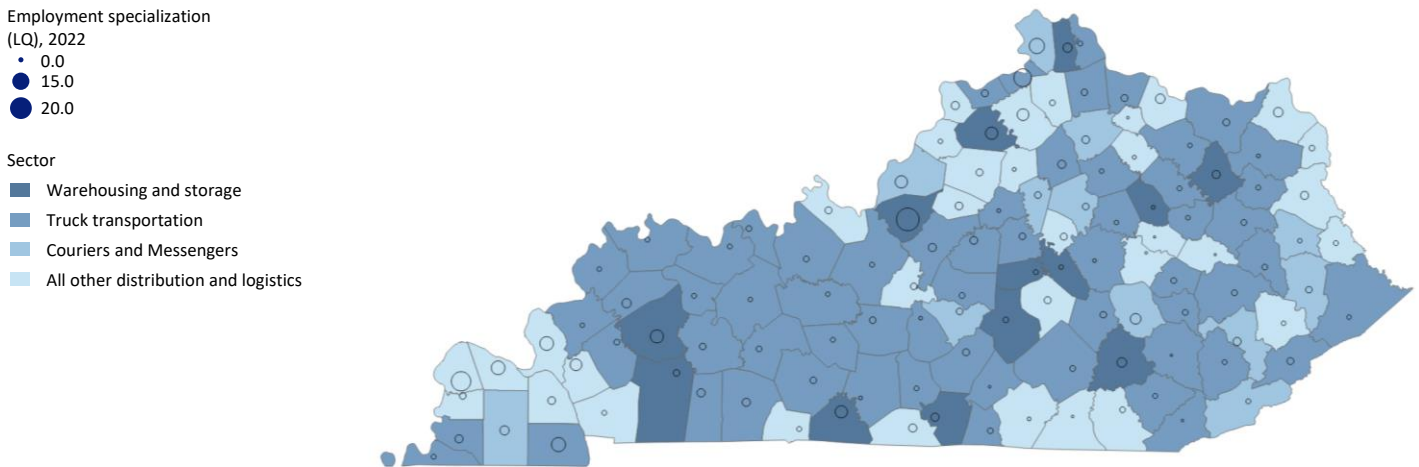 Employment specialization
(LQ), 2022
0.0
15.0
20.0
Sector
Warehousing and storage
Truck transportation
Couriers and Messengers
All other distribution and logistics